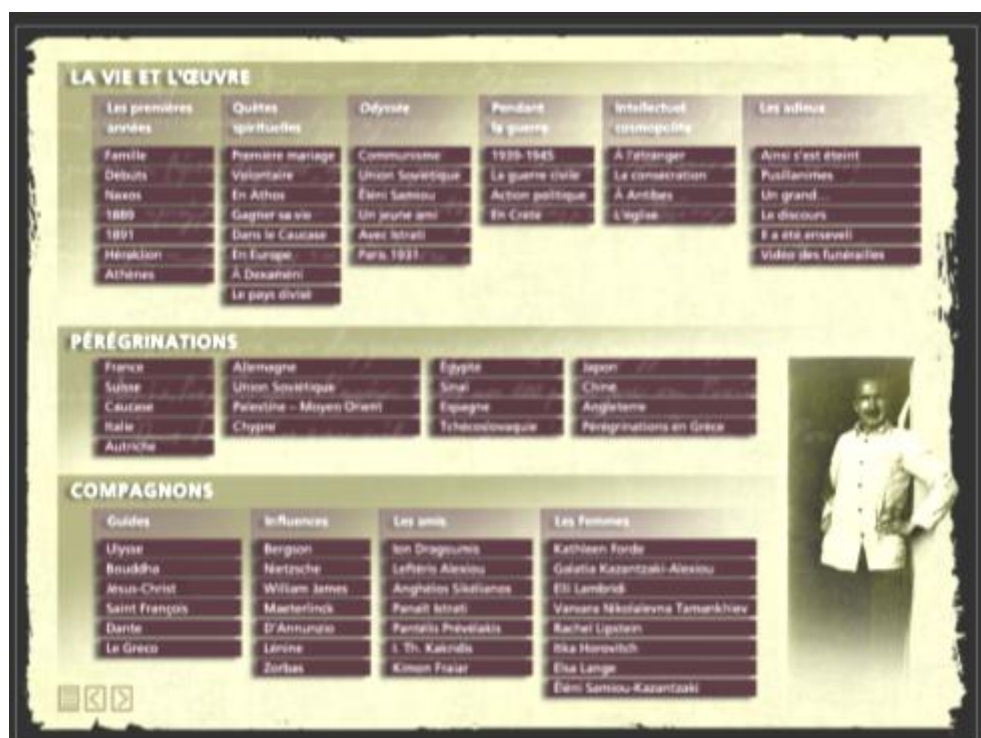 LA VIE ET L'ŒUVRE
Les premières
années
Famille
Débuts
Naxos
1889
1891
Héraklion
Athènes
Quêtes
spirituelles
Première mariage
Volontaire
En Athos
Gagner sa vie
Dans le Caucase
En Europe
À Dexaméni
Le pays divisé
Odyssée
Communisme
Union Soviétique
Éléni Samiou
Un jeune ami
Avec Istrati
Paris 1931
Pendant
la guerre
1939-1945
La guerre civile
Action politique
En Crète
Intellectuel
cosmopolite
À l'étranger
La consécration
À Antibes
L'église
Les adieux
Ainsi s'est éteint
Pusillanimes
Un grand...
Le discours
Il a été enseveli
Vidéo des funérailles
PÉRÉGRINATIONS
France
Suisse
Caucase
Italie
Autriche
Allemagne
Union Soviétique
Palestine – Moyen Orient
Chypre
Égypte
Sinaï
Espagne
Tchécoslovaquie
Japon
Chine
Angleterre
Pérégrinations en Grèce
COMPAGNONS
Guides
Ulysse
Bouddha
Jésus-Christ
Saint François
Dante
Le Greco
Influences
Bergson
Nietzsche
William James
Maeterlinck
D'Annunzio
Lénine
Zorbas
Les amis
Ion Dragoumis
Leftéris Alexiou
Anghélos Sikélianos
Panaït Istrati
Pantélis Prévélakis
I. Th. Kakridis
Kimon Fraiar
Les Femmes
Kathleen Forde
Galatia Kazantzaki-Alexiou
Elli Lambridi
Varvara Nikolaïevna Tamankhiev
Rachel Lipstein
Itka Horovitch
Elsa Lange
Éléni Samiou-Kazantzaki